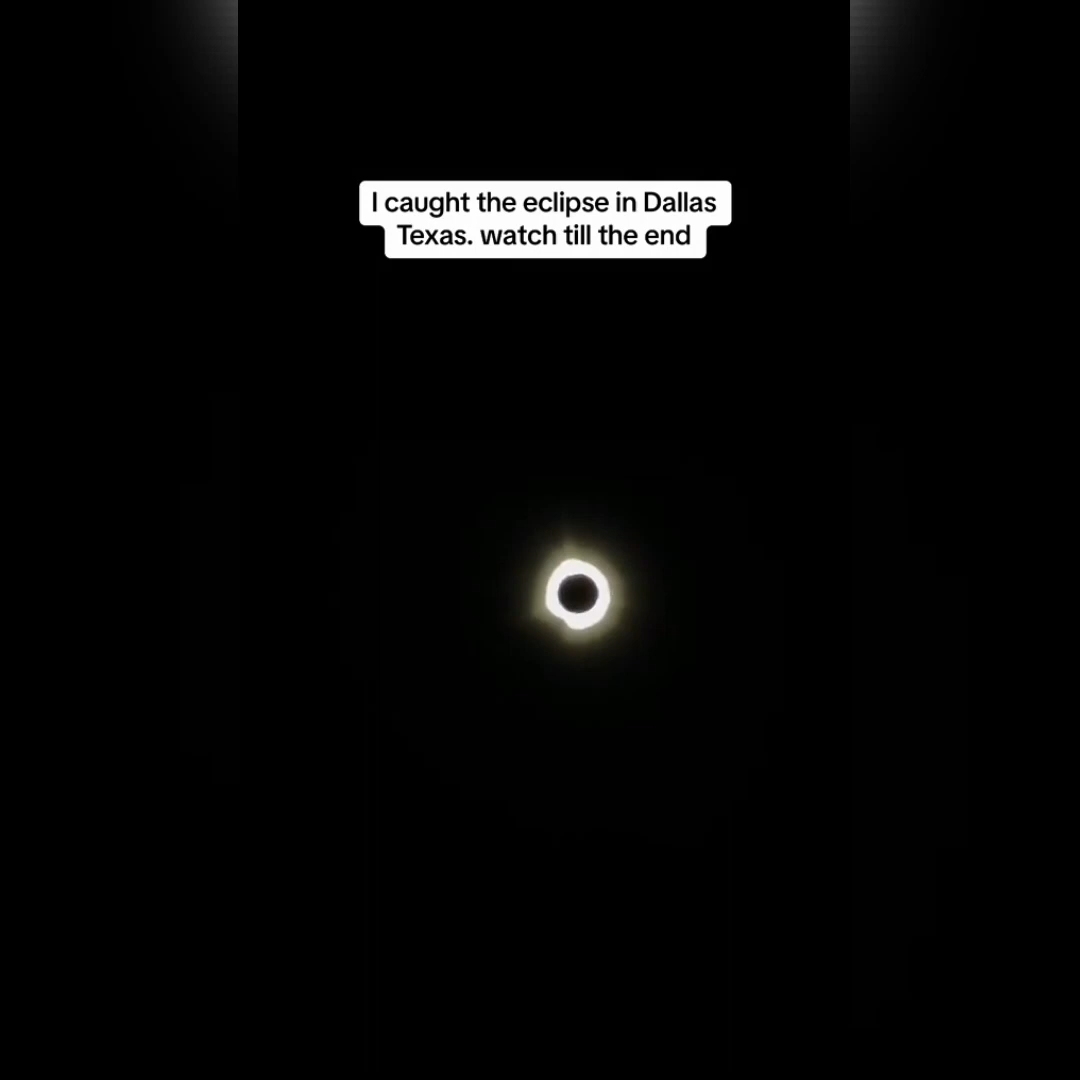 I caught the eclipse in Dallas
Texas. watch till the end